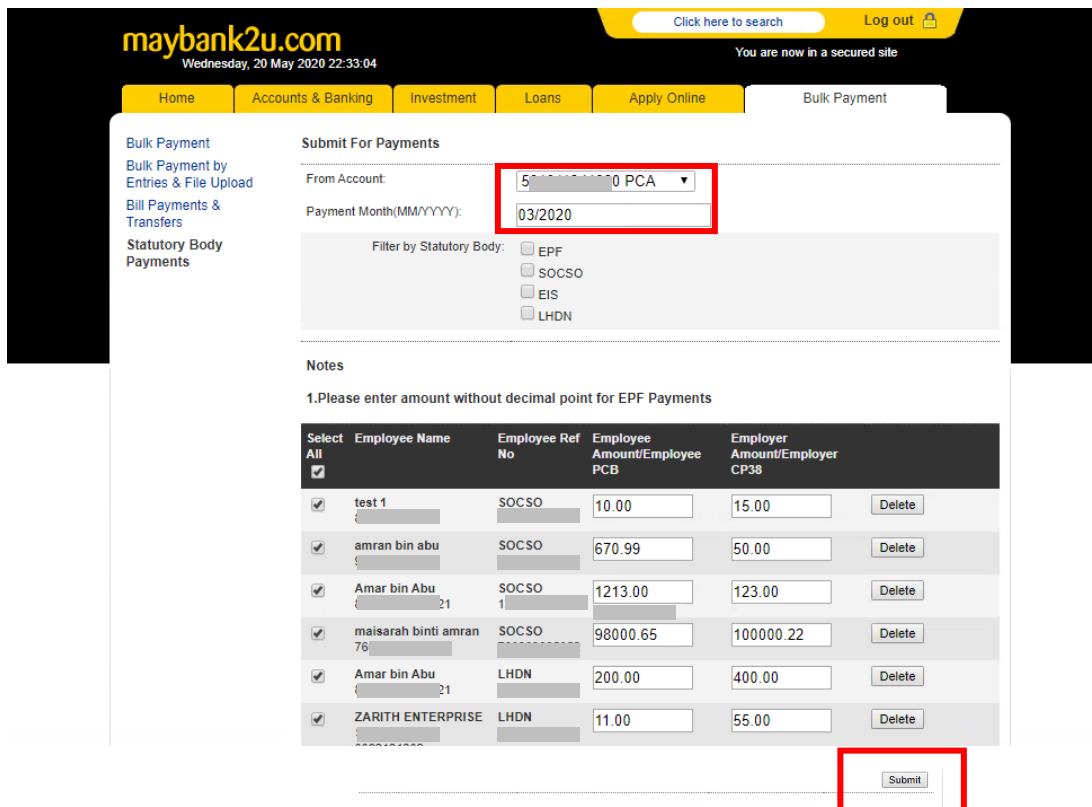 maybank2u.com
Wednesday, 20 May 2020 22:33:04
Click here to search
Log out
You are now in a secured site
Home
Accounts & Banking
Investment
Loans
Apply Online
Bulk Payment
Bulk Payment
Bulk Payment by
Entries & File Upload
Bill Payments &
Transfers
Statutory Body
Payments
Submit For Payments
From Account:
5 0 PCA
Payment Month(MM/YYYY):
03/2020
Filter by Statutory Body:
EPF
SOCSO
EIS
LHDN
Notes
1.Please enter amount without decimal point for EPF Payments
Select All
Employee Name
Employee Ref No
Employee Amount/Employee PCB
Employer Amount/Employer CP38
test 1 SOCSO 10.00 15.00 Delete
amran bin abu SOCSO 670.99 50.00 Delete
Amar bin Abu SOCSO 1213.00 123.00 Delete
21 1
maisarah binti amran SOCSO 98000.65 100000.22 Delete
76
Amar bin Abu LHDN 200.00 400.00 Delete
21
ZARITH ENTERPRISE LHDN 11.00 55.00 Delete
Submit